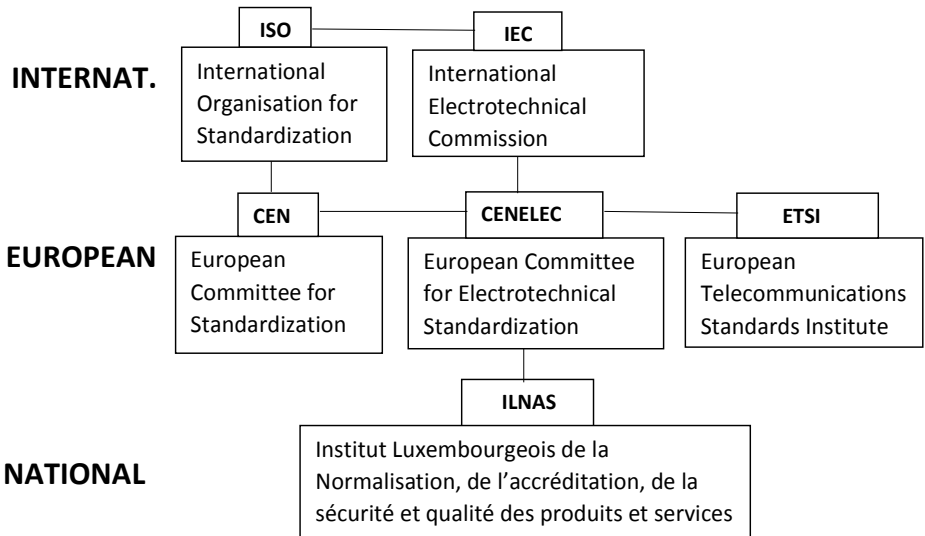 ISO
IEC
INTERNAT.
International
Organisation for
Standardization
International
Electrotechnical
Commission
CEN
CENELEC
ETSI
EUROPEAN
European
Committee for
Standardization
European Committee
for Electrotechnical
Standardization
European
Telecommunications
Standards Institute
ILNAS
NATIONAL
Institut Luxembourgeois de la
Normalisation, de l’accréditation, de la
sécurité et qualité des produits et services